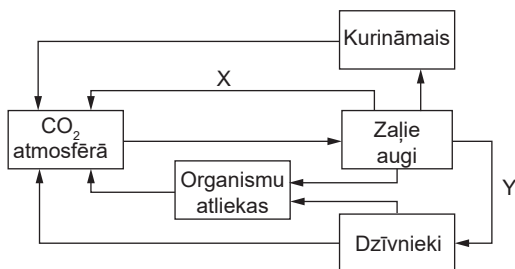 Kurināmais
X
CO₂
atmosfērā
Zaļie
augi
Organismu
atliekas
Y
Dzīvnieki